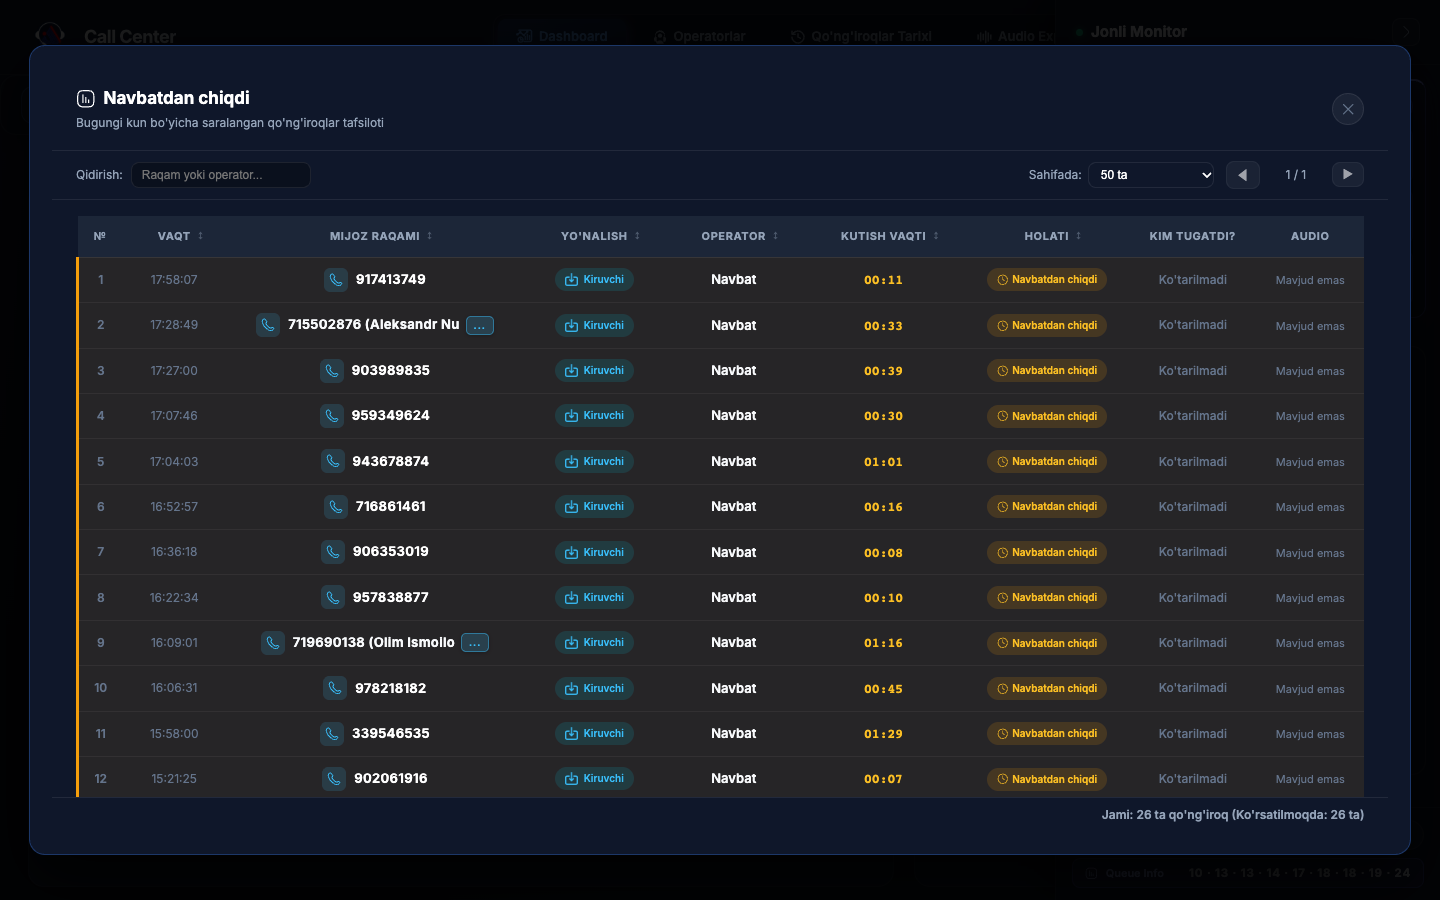 Call Center
Dashboard
Operatorlar
Qo'ng'iroqlar Tarixi
Audio Ex
Jonli Monitor
Navbatdan chiqdi
Bugungi kun bo'yicha saralangan qo'ng'iroqlar tafsiloti
Qidirish: Raqam yoki operator...
Sahifada: 50 ta 1 / 1
№ VAQT MIJOZ RAQAMI YO'NALISH OPERATOR KUTISH VAQTI HOLATI KIM TUGATDI? AUDIO
1 17:58:07 917413749 Kiruvchi Navbat 00:11 Navbatdan chiqdi Ko'tarilmadi Mavjud emas
2 17:28:49 715502876 (Aleksandr Nu ... Kiruvchi Navbat 00:33 Navbatdan chiqdi Ko'tarilmadi Mavjud emas
3 17:27:00 903989835 Kiruvchi Navbat 00:39 Navbatdan chiqdi Ko'tarilmadi Mavjud emas
4 17:07:46 959349624 Kiruvchi Navbat 00:30 Navbatdan chiqdi Ko'tarilmadi Mavjud emas
5 17:04:03 943678874 Kiruvchi Navbat 01:01 Navbatdan chiqdi Ko'tarilmadi Mavjud emas
6 16:52:57 716861461 Kiruvchi Navbat 00:16 Navbatdan chiqdi Ko'tarilmadi Mavjud emas
7 16:36:18 906353019 Kiruvchi Navbat 00:08 Navbatdan chiqdi Ko'tarilmadi Mavjud emas
8 16:22:34 957838877 Kiruvchi Navbat 00:10 Navbatdan chiqdi Ko'tarilmadi Mavjud emas
9 16:09:01 719690138 (Olim Ismoilo ... Kiruvchi Navbat 01:16 Navbatdan chiqdi Ko'tarilmadi Mavjud emas
10 16:06:31 978218182 Kiruvchi Navbat 00:45 Navbatdan chiqdi Ko'tarilmadi Mavjud emas
11 15:58:00 339546535 Kiruvchi Navbat 01:29 Navbatdan chiqdi Ko'tarilmadi Mavjud emas
12 15:21:25 902061916 Kiruvchi Navbat 00:07 Navbatdan chiqdi Ko'tarilmadi Mavjud emas
Jami: 26 ta qo'ng'iroq (Ko'rsatilmoqda: 26 ta)
Queue Info 10 · 13 · 13 · 14 · 17 · 18 · 18 · 19 · 24